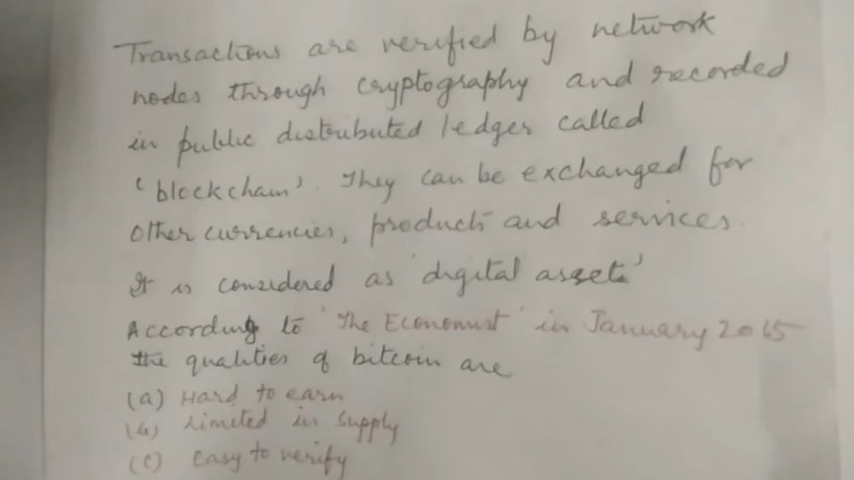 Transactions are verified by network
nodes through cryptography and recorded
in public distributed ledger called
'blockchain'. They can be exchanged for
other currencies, products and services.
It is considered as 'digital assets'
According to 'The Economist' in January 2015
the qualities of bitcoin are
(a) Hard to earn
(b) Limited in supply
(c) easy to verify